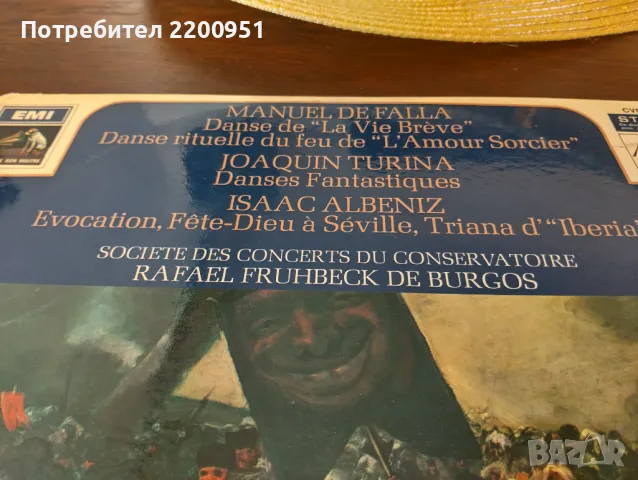 Потребител 2200951
EMI
MANUEL DE FALLA
Danse de "La Vie Brève"
Danse rituelle du feu de "L'Amour Sorcier"
JOAQUIN TURINA
Danses Fantastiques
ISAAC ALBENIZ
Evocation, Fête-Dieu à Séville, Triana d'"Iberia
SOCIETE DES CONCERTS DU CONSERVATOIRE
RAFAEL FRUHBECK DE BURGOS
BAZAR